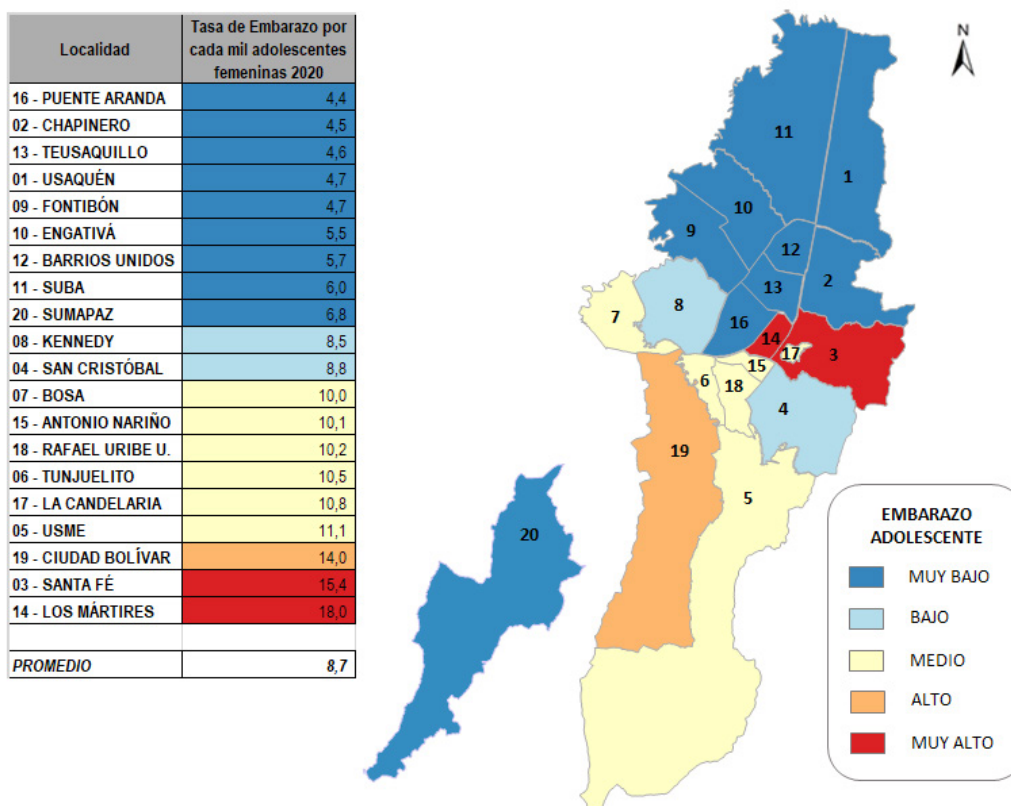 Localidad
Tasa de Embarazo por
cada mil adolescentes
femeninas 2020
16 - PUENTE ARANDA 4,4
02 - CHAPINERO 4,5
13 - TEUSAQUILLO 4,6
01 - USAQUÉN 4,7
09 - FONTIBÓN 4,7
10 - ENGATIVÁ 5,5
12 - BARRIOS UNIDOS 5,7
11 - SUBA 6,0
20 - SUMAPAZ 6,8
08 - KENNEDY 8,5
04 - SAN CRISTÓBAL 8,8
07 - BOSA 10,0
15 - ANTONIO NARIÑO 10,1
18 - RAFAEL URIBE U. 10,2
06 - TUNJUELITO 10,5
17 - LA CANDELARIA 10,8
05 - USME 11,1
19 - CIUDAD BOLÍVAR 14,0
03 - SANTA FÉ 15,4
14 - LOS MÁRTIRES 18,0
PROMEDIO 8,7
N
11
1
10
9
12
2
13
8
7
16
14
3
17
15
6
18
4
19
5
20
EMBARAZO
ADOLESCENTE
MUY BAJO
BAJO
MEDIO
ALTO
MUY ALTO